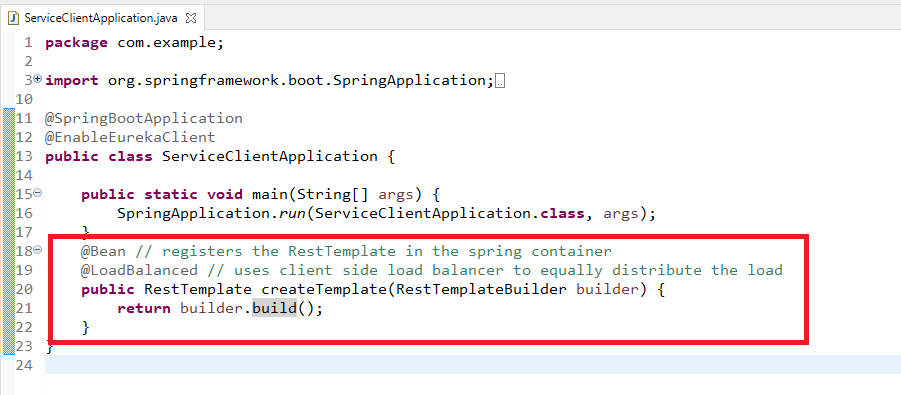 ServiceClientApplication.java
1 package com.example;
2
3 import org.springframework.boot.SpringApplication;
10
11 @SpringBootApplication
12 @EnableEurekaClient
13 public class ServiceClientApplication {
14
15 public static void main(String[] args) {
16 SpringApplication.run(ServiceClientApplication.class, args);
17 }
18 @Bean // registers the RestTemplate in the spring container
19 @LoadBalanced // uses client side load balancer to equally distribute the load
20 public RestTemplate createTemplate(RestTemplateBuilder builder) {
21 return builder.build();
22 }
23 }
24